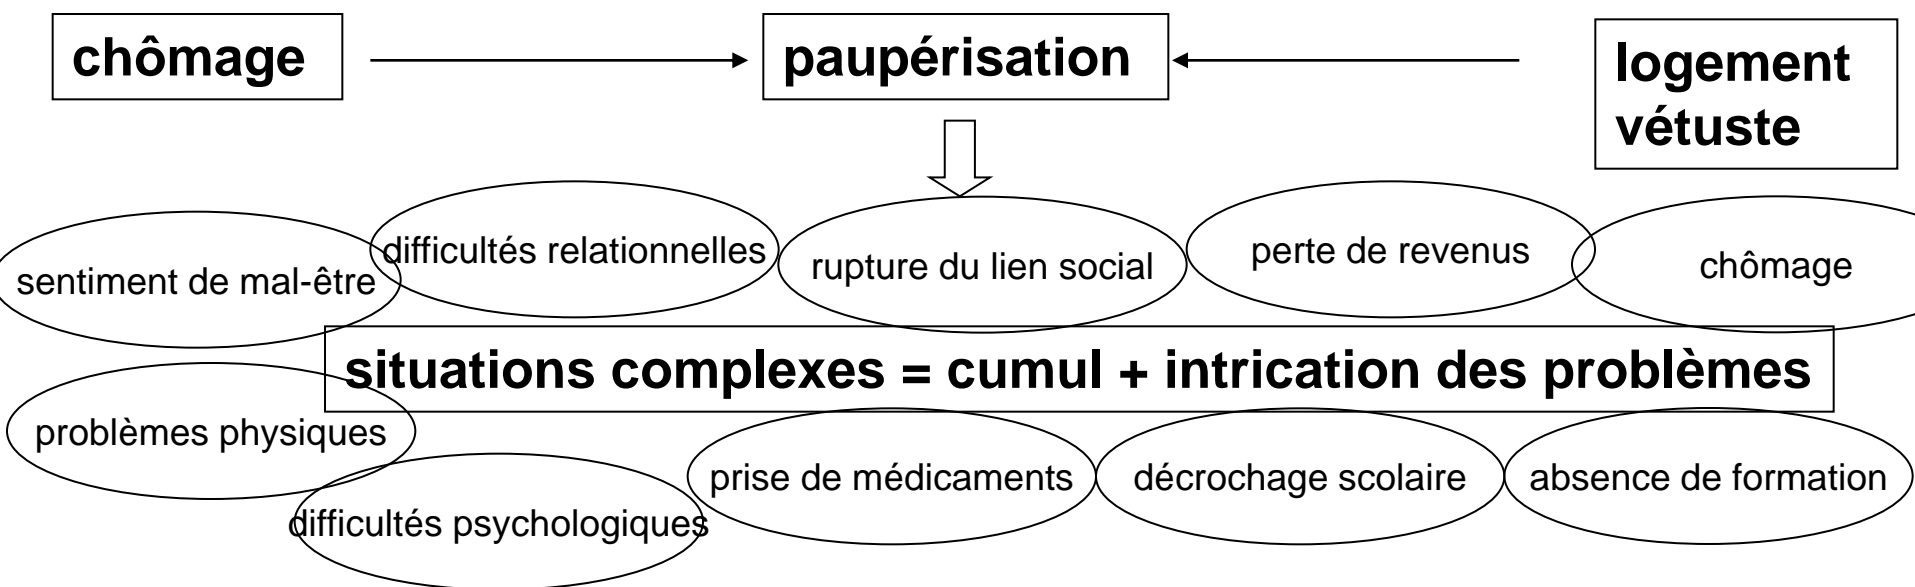 chômage
paupérisation
logement
vétuste
sentiment de mal-être
difficultés relationnelles
rupture du lien social
perte de revenus
chômage
situations complexes = cumul + intrication des problèmes
problèmes physiques
difficultés psychologiques
prise de médicaments
décrochage scolaire
absence de formation